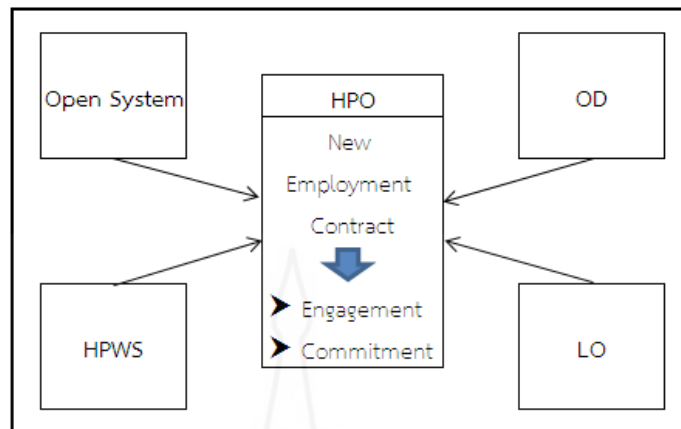 Open System
HPO
OD
New
Employment
Contract
Engagement
Commitment
HPWS
LO